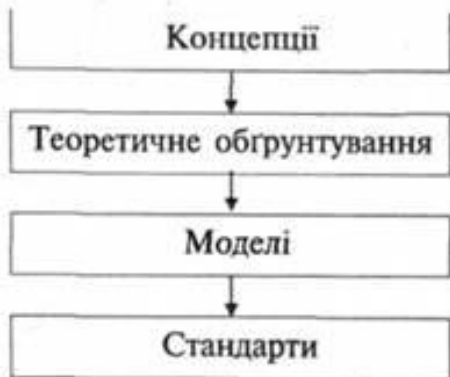 Концепції
Теоретичне обґрунтування
Моделі
Стандарти